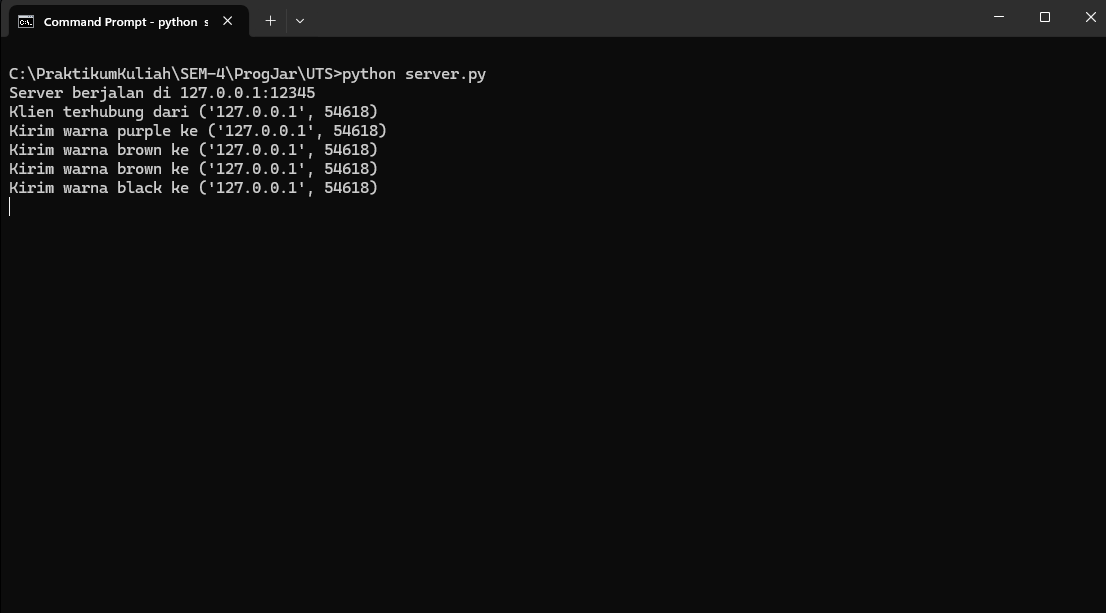 Command Prompt - python s
C:\PraktikumKuliah\SEM-4\ProgJar\UTS>python server.py
Server berjalan di 127.0.0.1:12345
Klien terhubung dari ('127.0.0.1', 54618)
Kirim warna purple ke ('127.0.0.1', 54618)
Kirim warna brown ke ('127.0.0.1', 54618)
Kirim warna brown ke ('127.0.0.1', 54618)
Kirim warna black ke ('127.0.0.1', 54618)